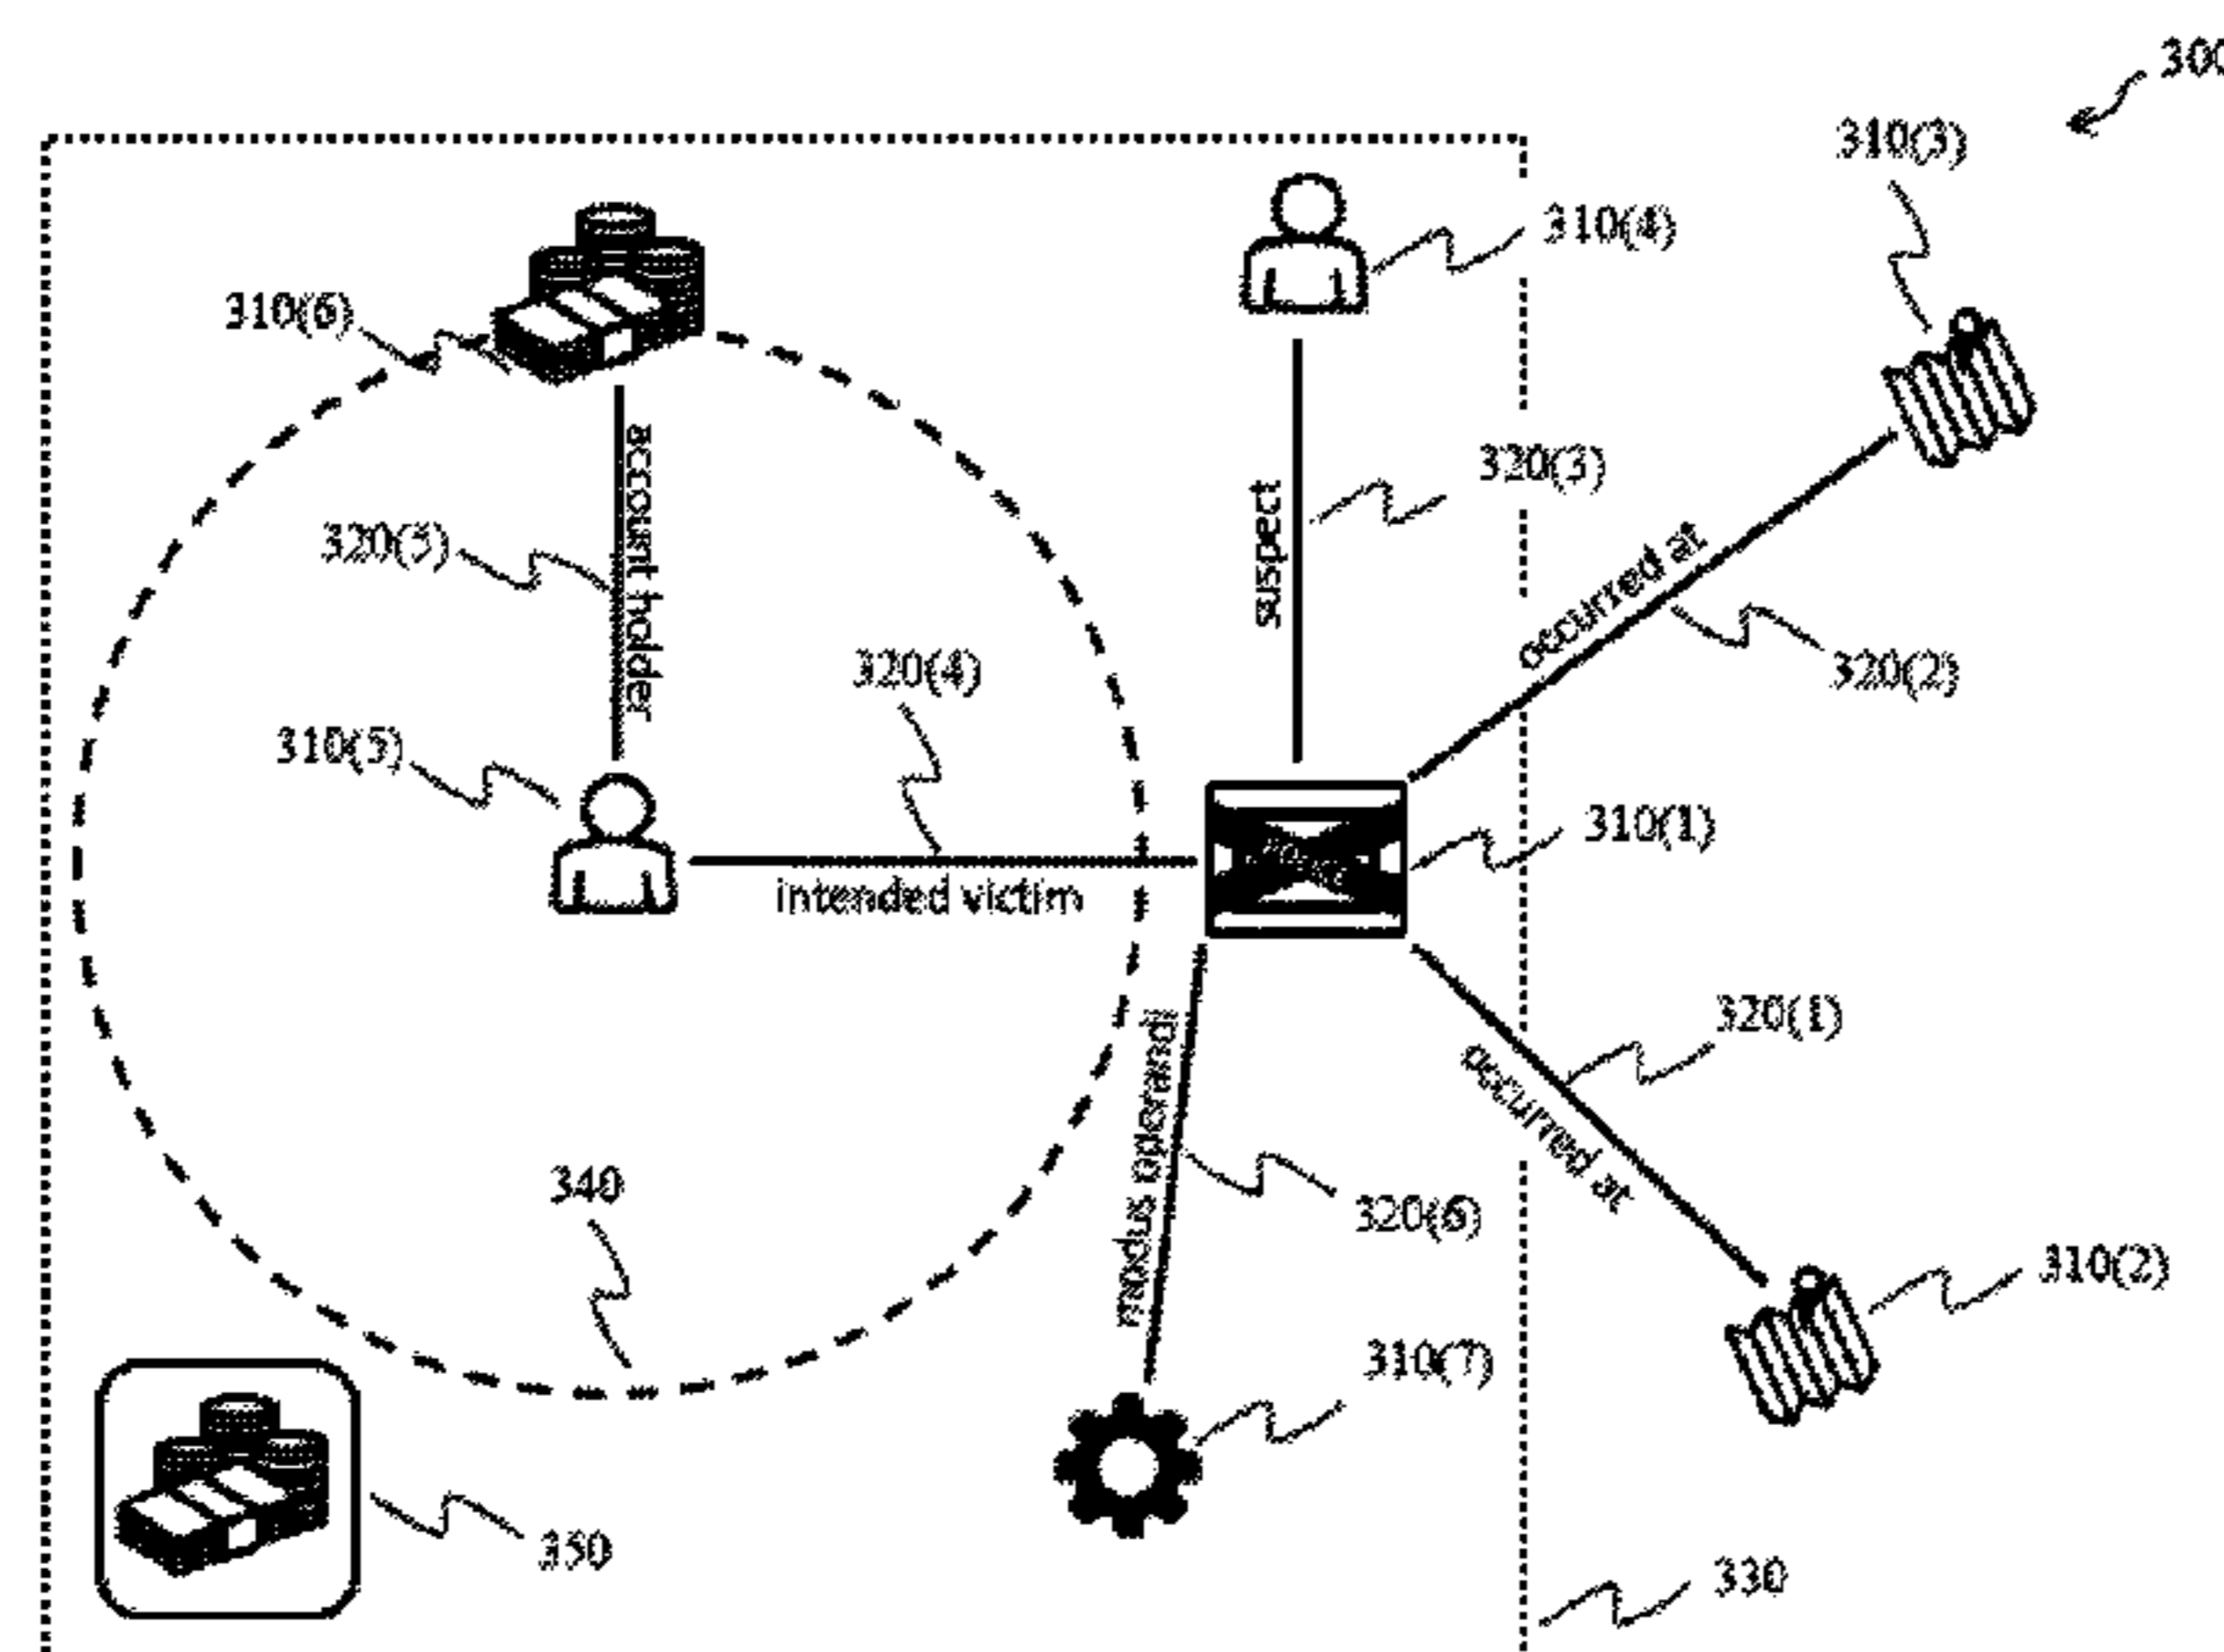 300
310(3)
310(4)
310(6)
320(3)
account holder
suspect
320(5)
occurred at
320(4)
320(2)
310(5)
310(1)
intended victim
320(1)
modus operandi
occurred at
340
320(6)
310(2)
310(7)
350
330